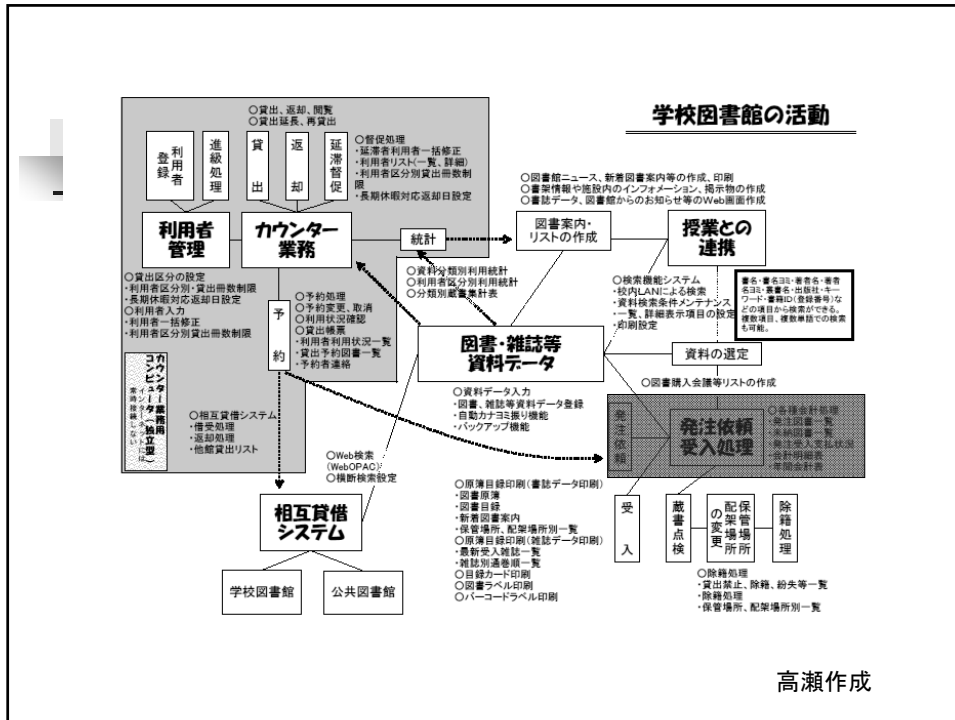 学校図書館の活動
○貸出、返却、閲覧
○貸出延長、再貸出
利用者登録
進級処理
貸出
返却
延滞督促
○督促処理
・延滞者利用者一括修正
・利用者リスト(一覧、詳細)
・利用者区分別貸出冊数制
限
・長期休暇対応返却日設定
利用者
管理
カウンター
業務
統計
○図書館ニュース、新着図書案内等の作成、印刷
○書架情報や施設内のインフォメーション、掲示物の作成
○書誌データ、図書館からのお知らせ等のWeb画面作成
図書案内・
リストの作成
授業との
連携
○貸出区分の設定
・利用者区分別・貸出冊数制限
・長期休暇対応返却日設定
○利用者入力
・利用者一括修正
・利用者区分別貸出冊数制限
予約
○予約処理
○予約変更、取消
○利用状況確認
○貸出帳票
・利用者利用状況一覧
・貸出予約図書一覧
・予約者連絡
○資料分類別利用統計
○利用者区分別利用統計
○分類別蔵書集計表
○検索機能システム
・校内LANによる検索
・資料検索条件メンテナンス
・一覧、詳細表示項目の設定
・印刷設定
書名・書名ヨミ・著者名・著者
名ヨミ・叢書名・出版社・キー
ワード・書籍ID(登録番号)な
どの項目から検索ができる。
複数項目、複数単語での検索
も可能。
図書・雑誌等
資料データ
資料の選定
○図書購入会議等リストの作成
カウンター業務用
コンピュータ(独立型)
インターネットには
常時接続しない
○相互貸借システム
・借受処理
・返却処理
・他館貸出リスト
○資料データ入力
・図書、雑誌等資料データ登録
・自動カナヨミ振り機能
・バックアップ機能
発注依頼
発注依頼
受入処理
○各種会計処理
・発注図書一覧
・未納図書一覧
・発注受入支払状況
・会計明細表
・年間会計表
○Web検索
(WebOPAC)
○横断検索設定
○原簿目録印刷(書誌データ印刷)
・図書原簿
・図書目録
・新着図書案内
・保管場所、配架場所別一覧
○原簿目録印刷(雑誌データ印刷)
・最新受入雑誌一覧
・雑誌別通巻順一覧
○目録カード印刷
○図書ラベル印刷
○バーコードラベル印刷
相互貸借
システム
学校図書館
公共図書館
受入
蔵書点検
保管場所
配架場所
の変更
除籍処理
○除籍処理
・貸出禁止、除籍、紛失等一覧
・除籍処理
・保管場所、配架場所別一覧
高瀬作成